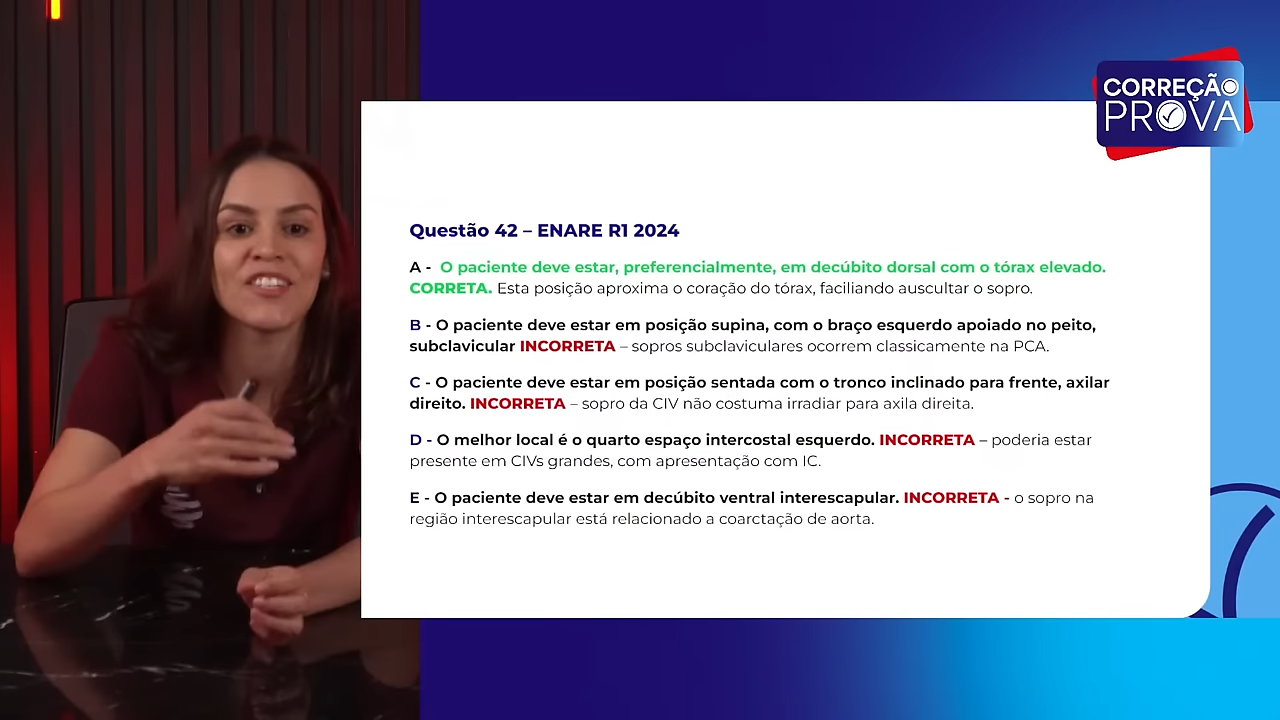 CORREÇÃO
PROVA
Questão 42 – ENARE R1 2024
A - O paciente deve estar, preferencialmente, em decúbito dorsal com o tórax elevado.
CORRETA. Esta posição aproxima o coração do tórax, faciliando auscultar o sopro.
B - O paciente deve estar em posição supina, com o braço esquerdo apoiado no peito,
subclavicular INCORRETA – sopros subclaviculares ocorrem classicamente na PCA.
C - O paciente deve estar em posição sentada com o tronco inclinado para frente, axilar
direito. INCORRETA – sopro da CIV não costuma irradiar para axila direita.
D - O melhor local é o quarto espaço intercostal esquerdo. INCORRETA – poderia estar
presente em CIVs grandes, com apresentação com IC.
E - O paciente deve estar em decúbito ventral interescapular. INCORRETA - o sopro na
região interescapular está relacionado a coarctação de aorta.